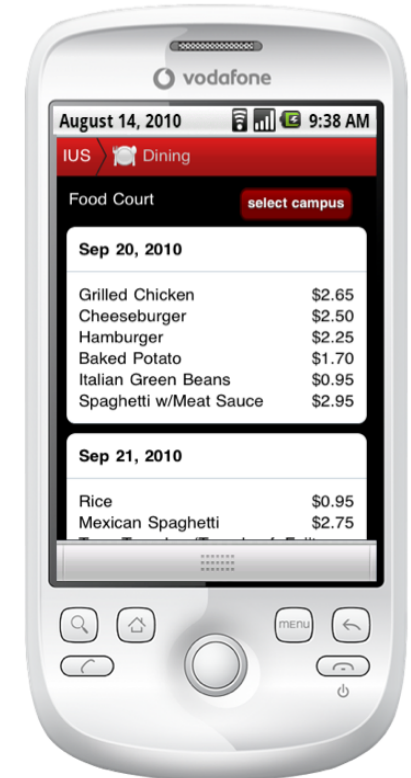 vodafone
August 14, 2010 9:38 AM
IUS Dining
Food Court select campus
Sep 20, 2010
Grilled Chicken $2.65
Cheeseburger $2.50
Hamburger $2.25
Baked Potato $1.70
Italian Green Beans $0.95
Spaghetti w/Meat Sauce $2.95
Sep 21, 2010
Rice $0.95
Mexican Spaghetti $2.75
MENU